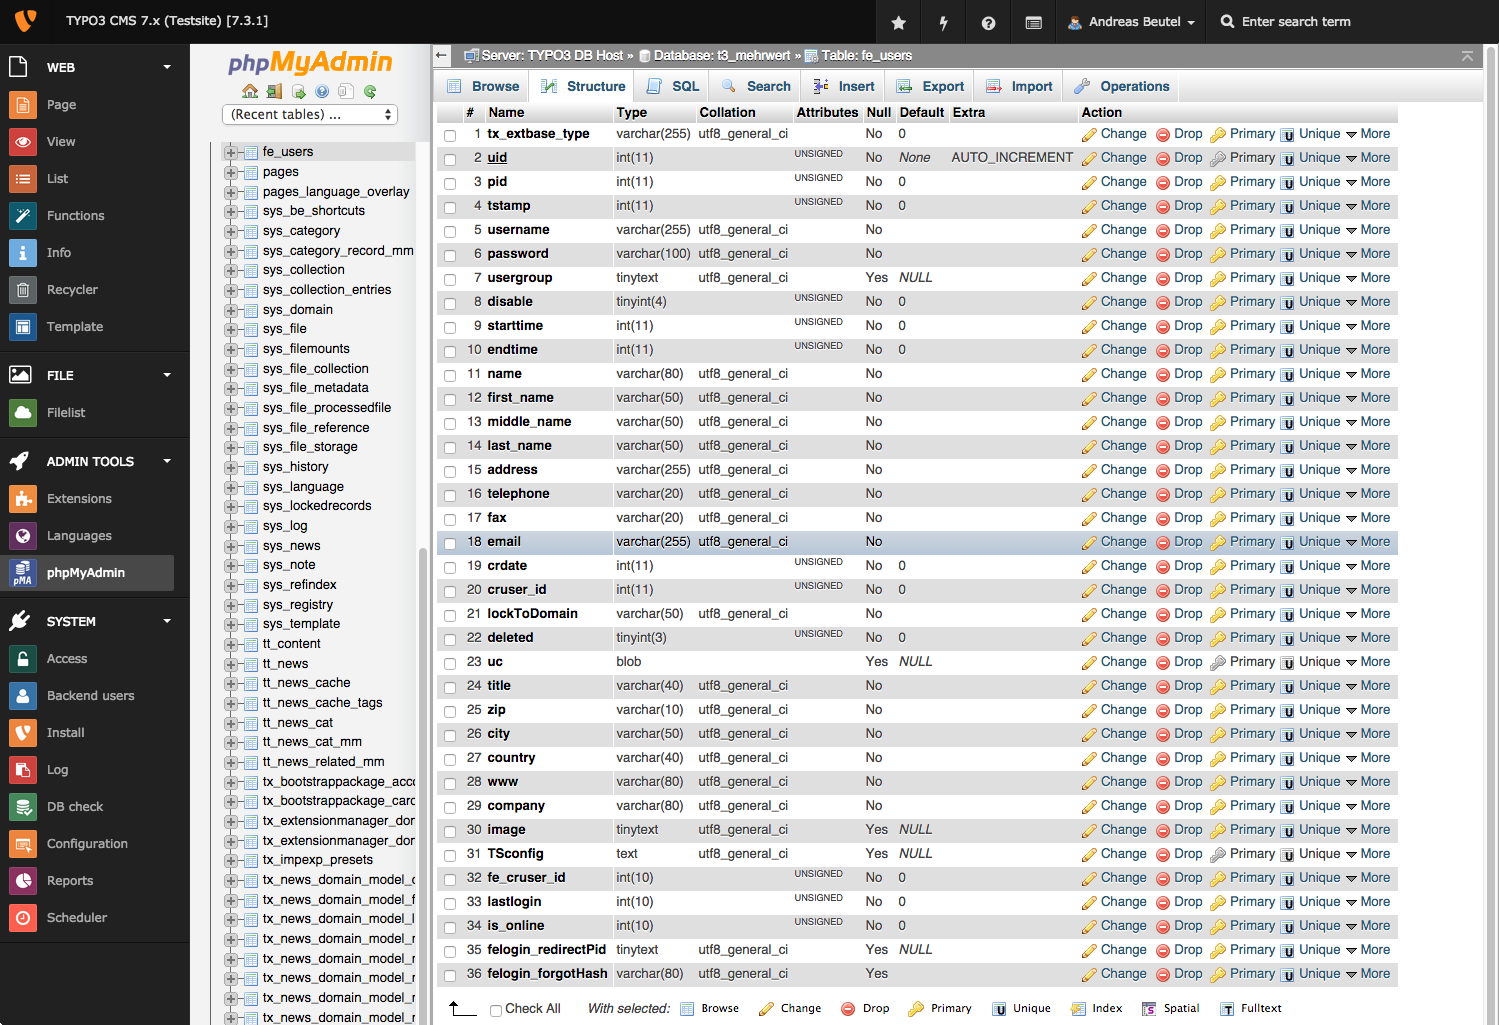 TYPO3 CMS 7.x (Testsite) [7.3.1]
Andreas Beutel
Enter search term
WEB
Page
View
List
Functions
Info
Recycler
Template
FILE
Filelist
ADMIN TOOLS
Extensions
Languages
pMA phpMyAdmin
SYSTEM
Access
Backend users
Install
Log
DB check
Configuration
Reports
Scheduler
phpMyAdmin
(Recent tables) ...
fe_users
pages
pages_language_overlay
sys_be_shortcuts
sys_category
sys_category_record_mm
sys_collection
sys_collection_entries
sys_domain
sys_file
sys_filemounts
sys_file_collection
sys_file_metadata
sys_file_processedfile
sys_file_reference
sys_file_storage
sys_history
sys_language
sys_lockedrecords
sys_log
sys_news
sys_note
sys_refindex
sys_registry
sys_template
tt_content
tt_news
tt_news_cache
tt_news_cache_tags
tt_news_cat
tt_news_cat_mm
tt_news_related_mm
tx_bootstrappackage_acc
tx_bootstrappackage_carc
tx_extensionmanager_dor
tx_extensionmanager_dor
tx_impexp_presets
tx_news_domain_model_c
tx_news_domain_model_f
tx_news_domain_model_l
tx_news_domain_model_r
tx_news_domain_model_r
tx_news_domain_model_r
tx_news_domain_model_r
tx_news_domain_model_t
Server: TYPO3 DB Host » Database: t3_mehrwert » Table: fe_users
Browse Structure SQL Search Insert Export Import Operations
# Name Type Collation Attributes Null Default Extra Action
1 tx_extbase_type varchar(255) utf8_general_ci No 0 Change Drop Primary Unique More
2 uid int(11) UNSIGNED No None AUTO_INCREMENT Change Drop Primary Unique More
3 pid int(11) UNSIGNED No 0 Change Drop Primary Unique More
4 tstamp int(11) UNSIGNED No 0 Change Drop Primary Unique More
5 username varchar(255) utf8_general_ci No Change Drop Primary Unique More
6 password varchar(100) utf8_general_ci No Change Drop Primary Unique More
7 usergroup tinytext utf8_general_ci Yes NULL Change Drop Primary Unique More
8 disable tinyint(4) UNSIGNED No 0 Change Drop Primary Unique More
9 starttime int(11) UNSIGNED No 0 Change Drop Primary Unique More
10 endtime int(11) UNSIGNED No 0 Change Drop Primary Unique More
11 name varchar(80) utf8_general_ci No Change Drop Primary Unique More
12 first_name varchar(50) utf8_general_ci No Change Drop Primary Unique More
13 middle_name varchar(50) utf8_general_ci No Change Drop Primary Unique More
14 last_name varchar(50) utf8_general_ci No Change Drop Primary Unique More
15 address varchar(255) utf8_general_ci No Change Drop Primary Unique More
16 telephone varchar(20) utf8_general_ci No Change Drop Primary Unique More
17 fax varchar(20) utf8_general_ci No Change Drop Primary Unique More
18 email varchar(255) utf8_general_ci No Change Drop Primary Unique More
19 crdate int(11) UNSIGNED No 0 Change Drop Primary Unique More
20 cruser_id int(11) UNSIGNED No 0 Change Drop Primary Unique More
21 lockToDomain varchar(50) utf8_general_ci No Change Drop Primary Unique More
22 deleted tinyint(3) UNSIGNED No 0 Change Drop Primary Unique More
23 uc blob Yes NULL Change Drop Primary Unique More
24 title varchar(40) utf8_general_ci No Change Drop Primary Unique More
25 zip varchar(10) utf8_general_ci No Change Drop Primary Unique More
26 city varchar(50) utf8_general_ci No Change Drop Primary Unique More
27 country varchar(40) utf8_general_ci No Change Drop Primary Unique More
28 www varchar(80) utf8_general_ci No Change Drop Primary Unique More
29 company varchar(80) utf8_general_ci No Change Drop Primary Unique More
30 image tinytext utf8_general_ci Yes NULL Change Drop Primary Unique More
31 TSconfig text utf8_general_ci Yes NULL Change Drop Primary Unique More
32 fe_cruser_id int(10) UNSIGNED No 0 Change Drop Primary Unique More
33 lastlogin int(10) UNSIGNED No 0 Change Drop Primary Unique More
34 is_online int(10) UNSIGNED No 0 Change Drop Primary Unique More
35 felogin_redirectPid tinytext utf8_general_ci Yes NULL Change Drop Primary Unique More
36 felogin_forgotHash varchar(80) utf8_general_ci Yes Change Drop Primary Unique More
Check All With selected: Browse Change Drop Primary Unique Index Spatial Fulltext